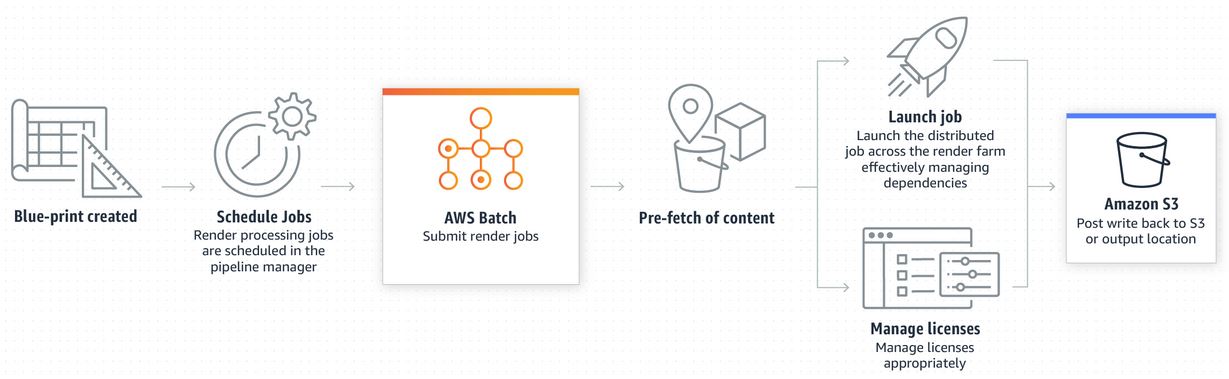 Blue-print created
Schedule Jobs
Render processing jobs
are scheduled in the
pipeline manager
AWS Batch
Submit render jobs
Pre-fetch of content
Launch job
Launch the distributed
job across the render farm
effectively managing
dependencies
Manage licenses
Manage licenses
appropriately
Amazon S3
Post write back to S3
or output location